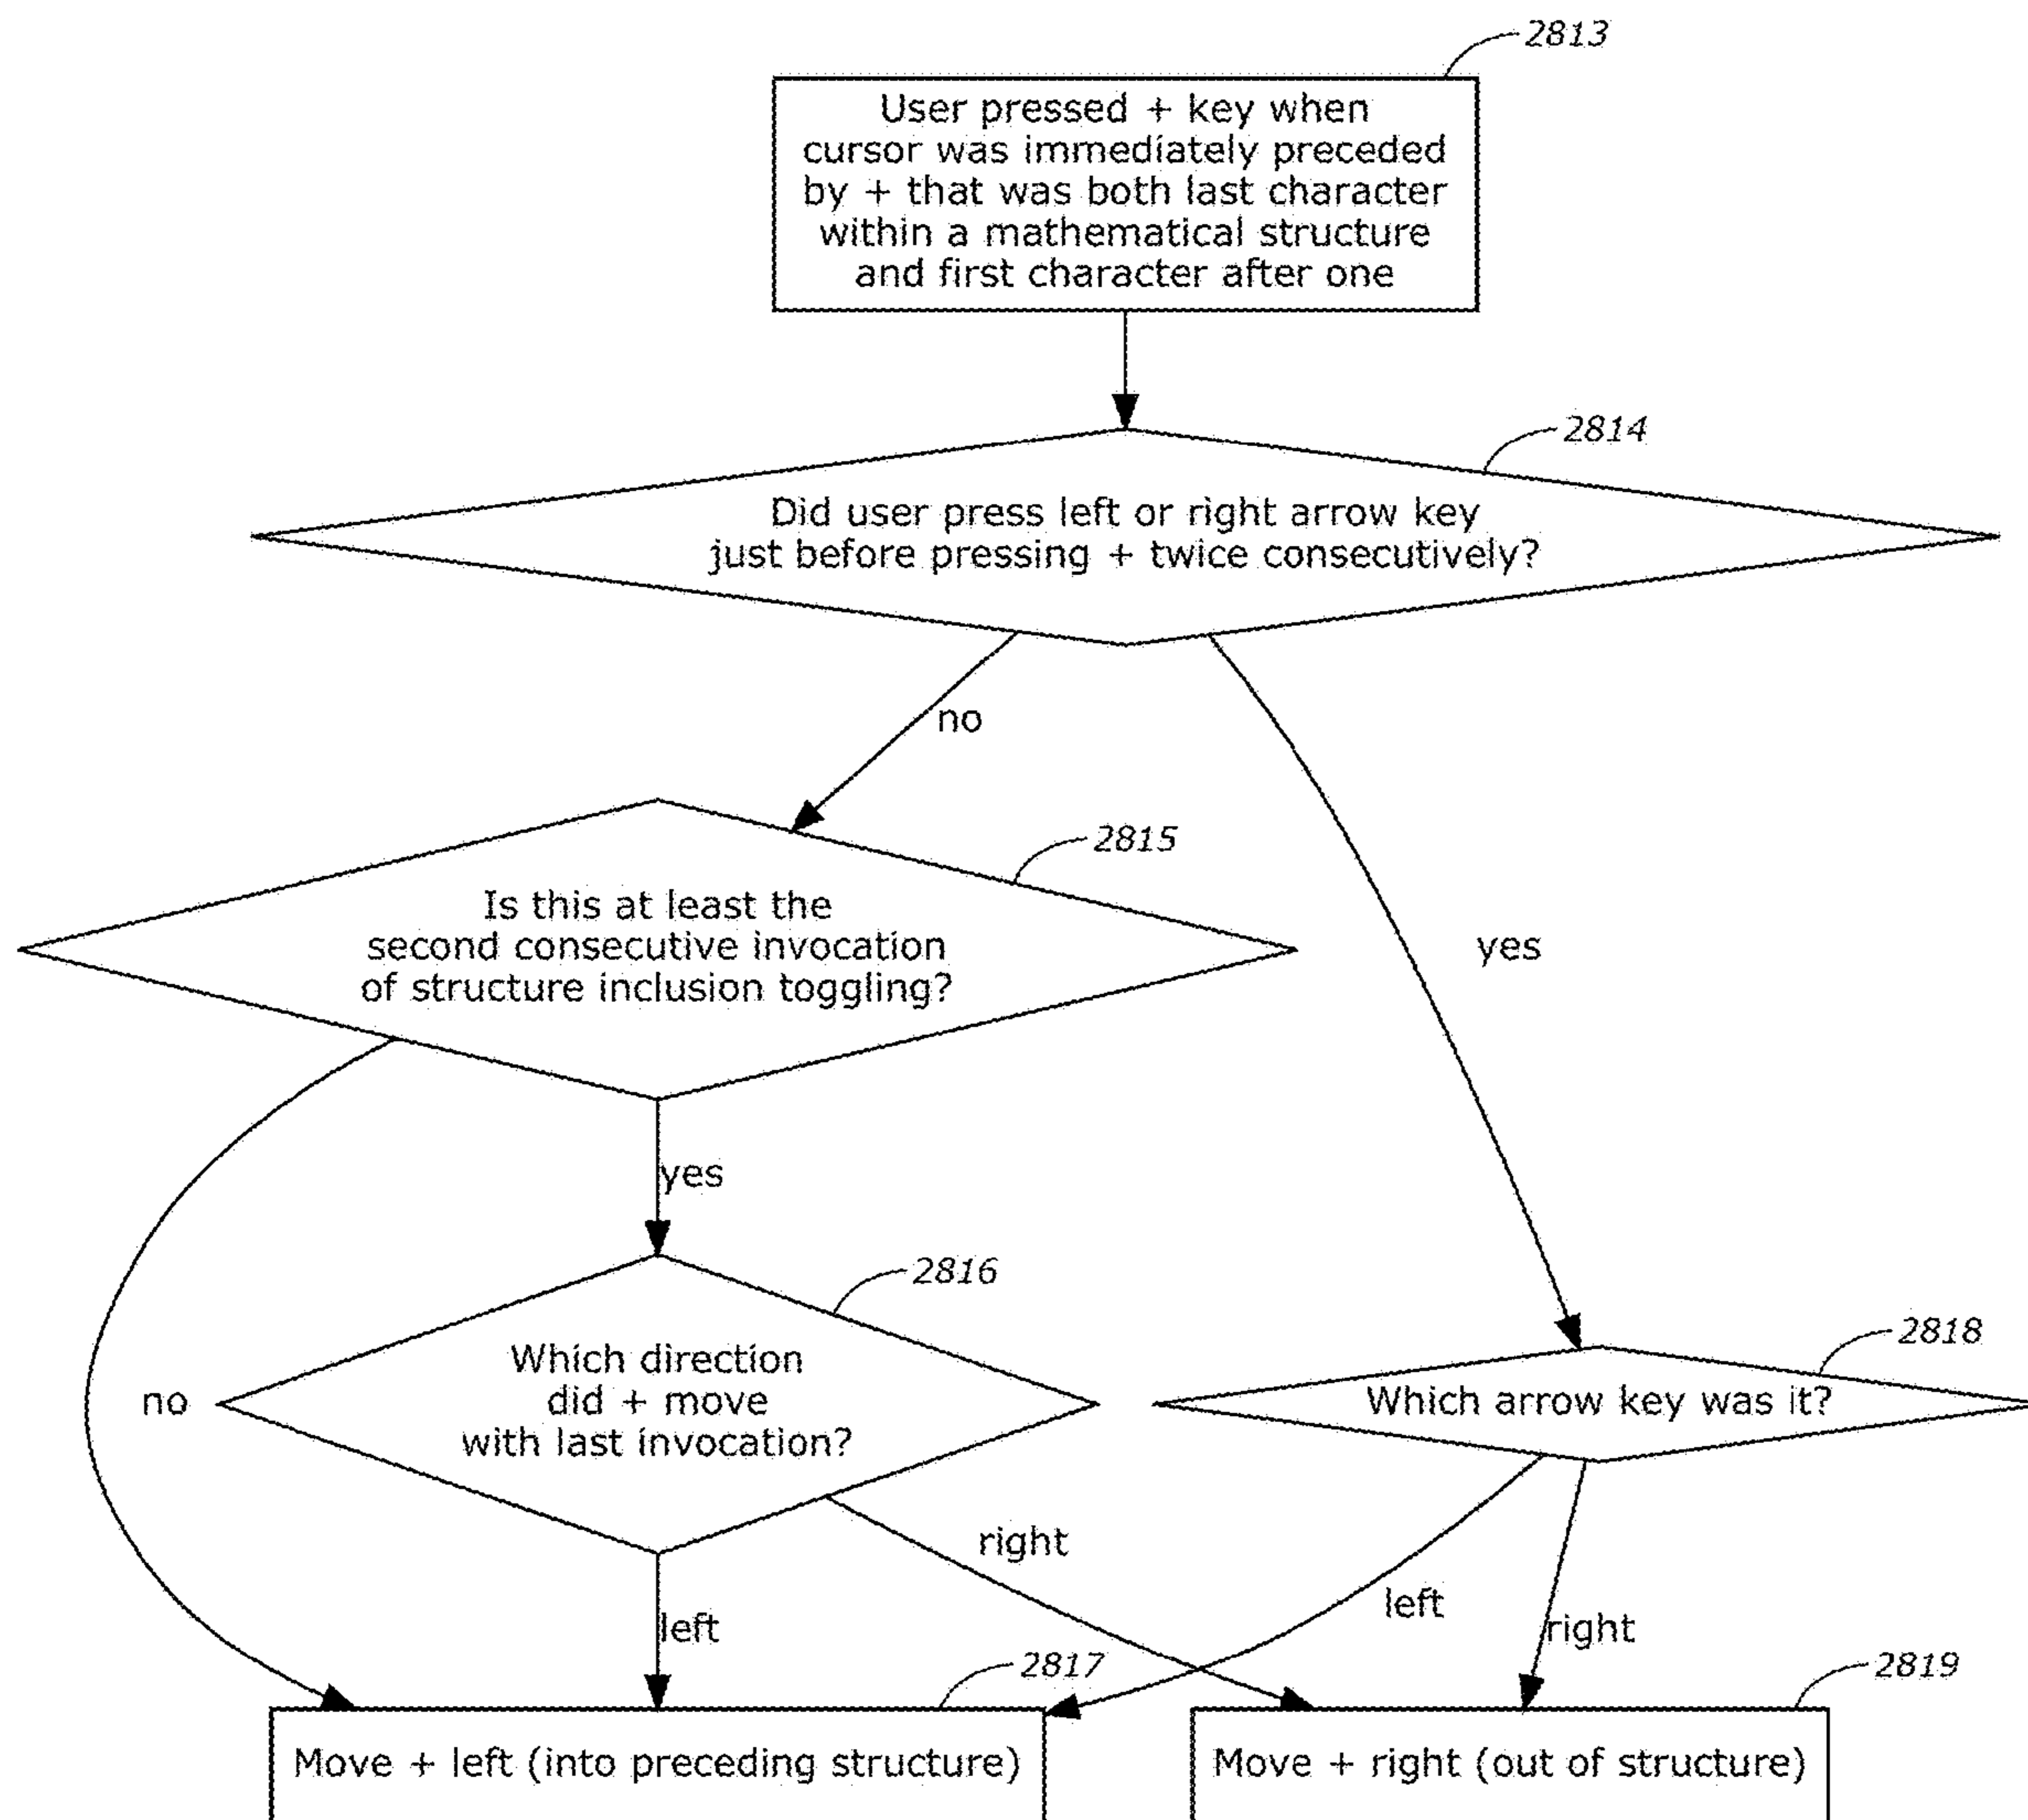 2813
User pressed + key when
cursor was immediately preceded
by + that was both last character
within a mathematical structure
and first character after one
2814
Did user press left or right arrow key
just before pressing + twice consecutively?
no
yes
2815
Is this at least the
second consecutive invocation
of structure inclusion toggling?
yes
no
2816
Which direction
did + move
with last invocation?
2818
Which arrow key was it?
right
left
left
right
2817
Move + left (into preceding structure)
2819
Move + right (out of structure)